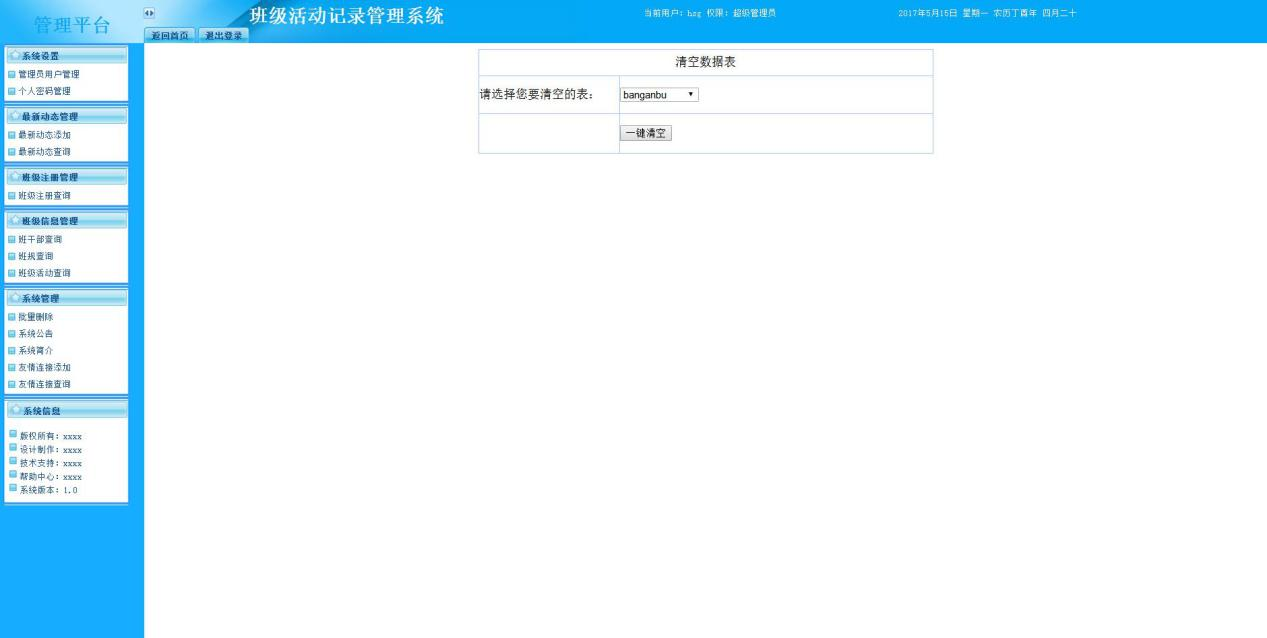 管理平台
班级活动记录管理系统
当前用户: hsg 权限: 超级管理员
2017年5月15日 星期一 农历丁酉年 四月二十
返回首页 退出登录
系统设置
管理员用户管理
个人密码管理
最新动态管理
最新动态添加
最新动态查询
班级注册管理
班级注册查询
班级信息管理
班干部查询
班规查询
班级活动查询
系统管理
批量删除
系统公告
系统简介
友情连接添加
友情连接查询
系统信息
版权所有: xxxx
设计制作: xxxx
技术支持: xxxx
帮助中心: xxxx
系统版本: 1.0
清空数据表
请选择您要清空的表: banganbu
一键清空